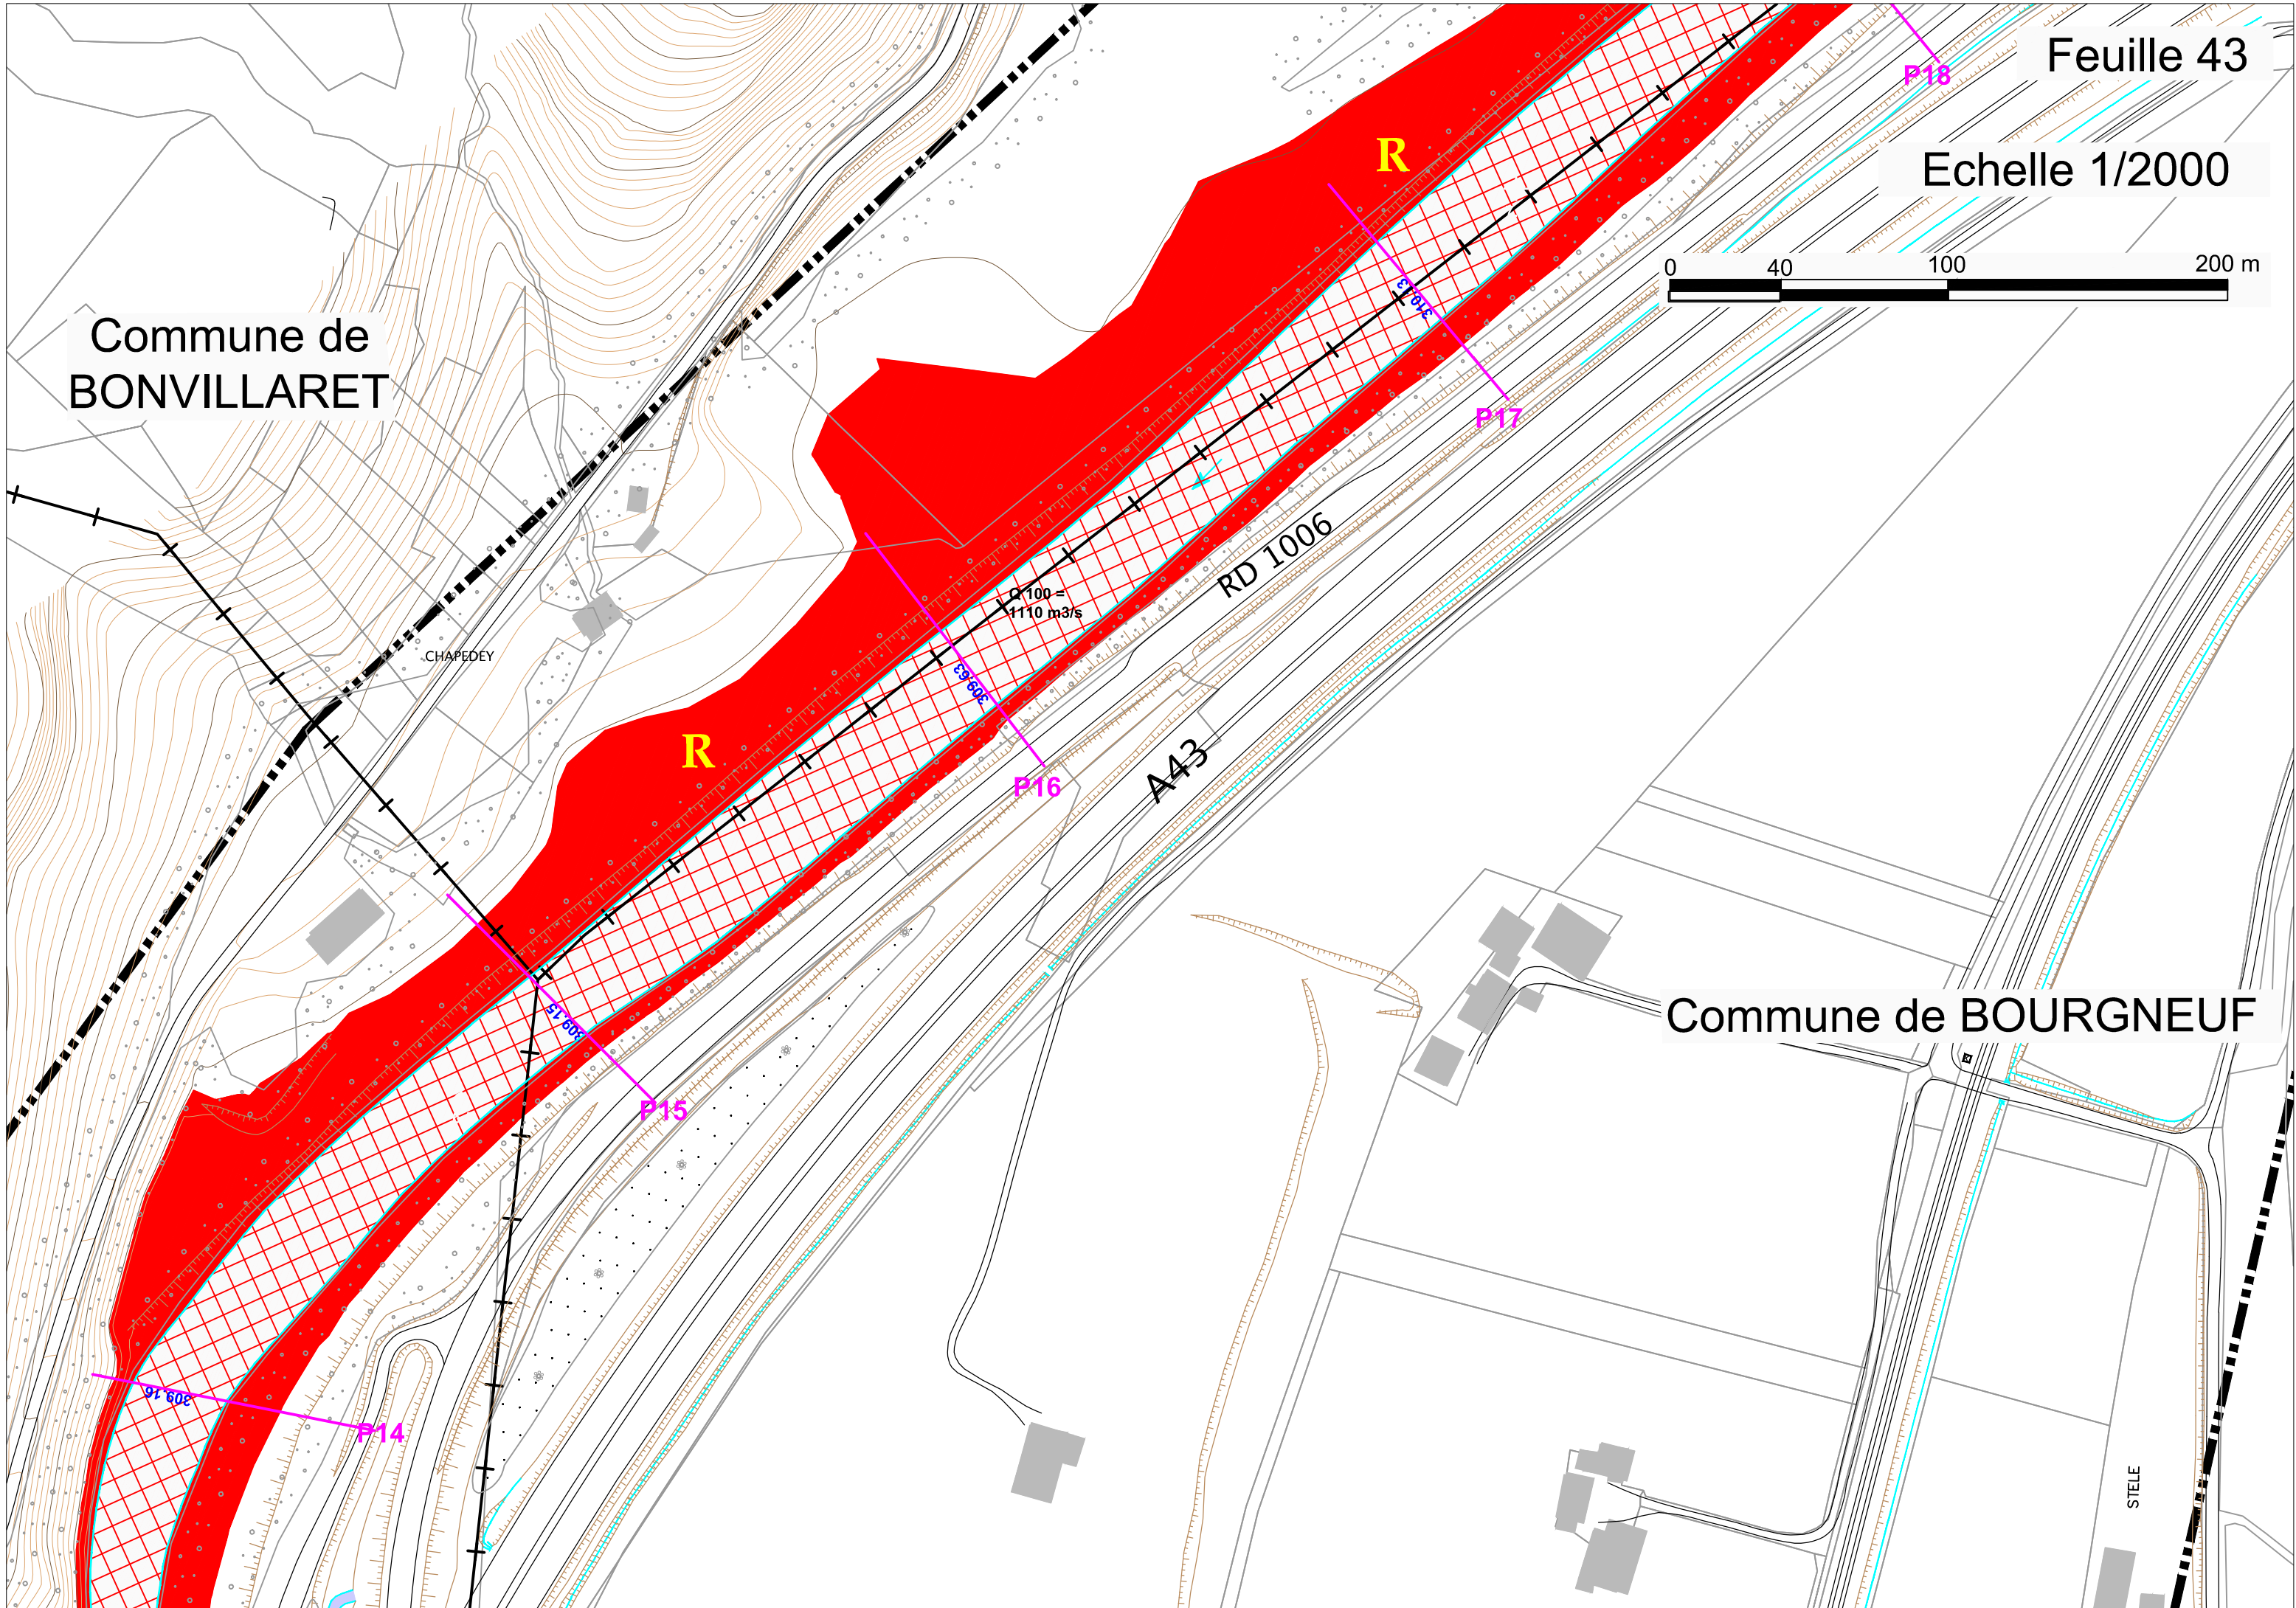 Feuille 43
P18
Echelle 1/2000
R
0 40 100 200 m
310.13
Commune de
BONVILLARET
P17
RD 1006
Q 100 =
1110 m3/s
CHAPEDEY
309.63
R
A43
P16
309.15
Commune de BOURGNEUF
P15
309.16
P14
STELE